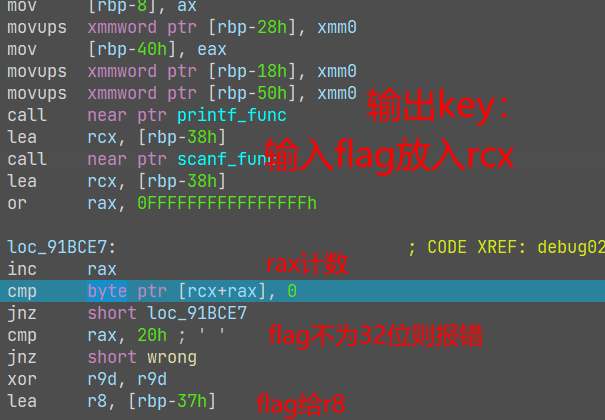 mov     [rbp-8], ax
movups  xmmword ptr [rbp-28h], xmm0
mov     [rbp-40h], eax
movups  xmmword ptr [rbp-18h], xmm0
movups  xmmword ptr [rbp-50h], xmm0
输出key：
call    near ptr printf_func
lea     rcx, [rbp-38h]
call    near ptr scanf_func
输入flag放入rcx
lea     rcx, [rbp-38h]
or      rax, 0FFFFFFFFFFFFFFFFh
loc_91BCE7:                             ; CODE XREF: debug02
inc     rax
rax计数
cmp     byte ptr [rcx+rax], 0
jnz     short loc_91BCE7
cmp     rax, 20h ; ' '
flag不为32位则报错
jnz     short wrong
xor     r9d, r9d
lea     r8, [rbp-37h]
flag给r8